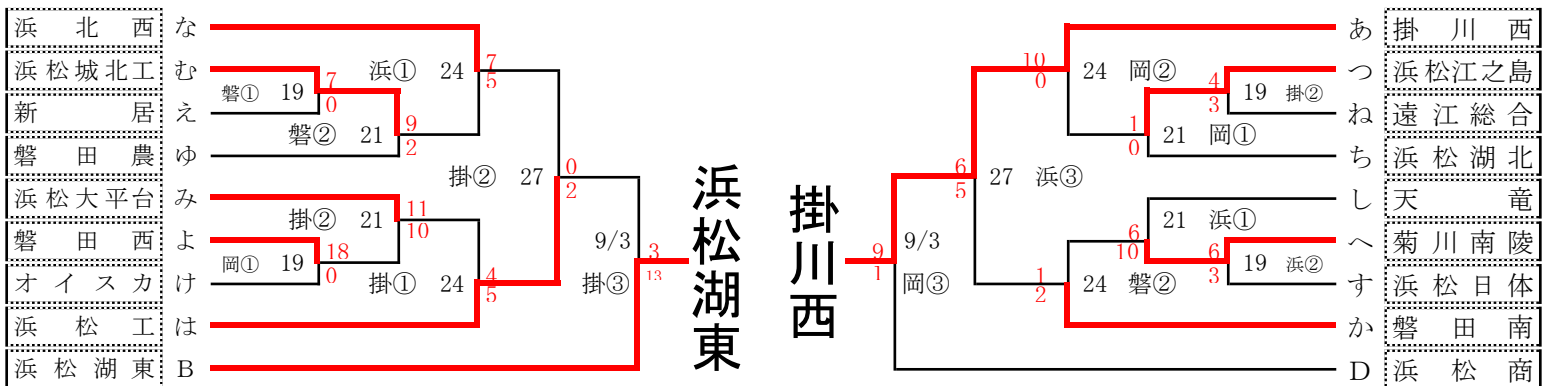 浜北西 な
浜松城北工 む
新居 え
磐田農 ゆ
浜松大平台 み
磐田西 よ
オイスカ け
浜松工 は
浜松湖東 B
磐① 19
7
0
磐② 21
9
2
浜① 24
7
5
掛② 21
11
10
岡① 19
18
0
掛① 24
4
5
掛② 27
0
2
9/3
掛③
3
13
浜松湖東
掛川西
9
1
9/3
岡③
6
5
27 浜③
10
0
24 岡②
4
3
19 掛②
1
0
21 岡①
21 浜①
6
10
6
3
19 浜②
1
2
24 磐②
あ 掛川西
つ 浜松江之島
ね 遠江総合
ち 浜松湖北
し 天竜
へ 菊川南陵
す 浜松日体
か 磐田南
D 浜松商